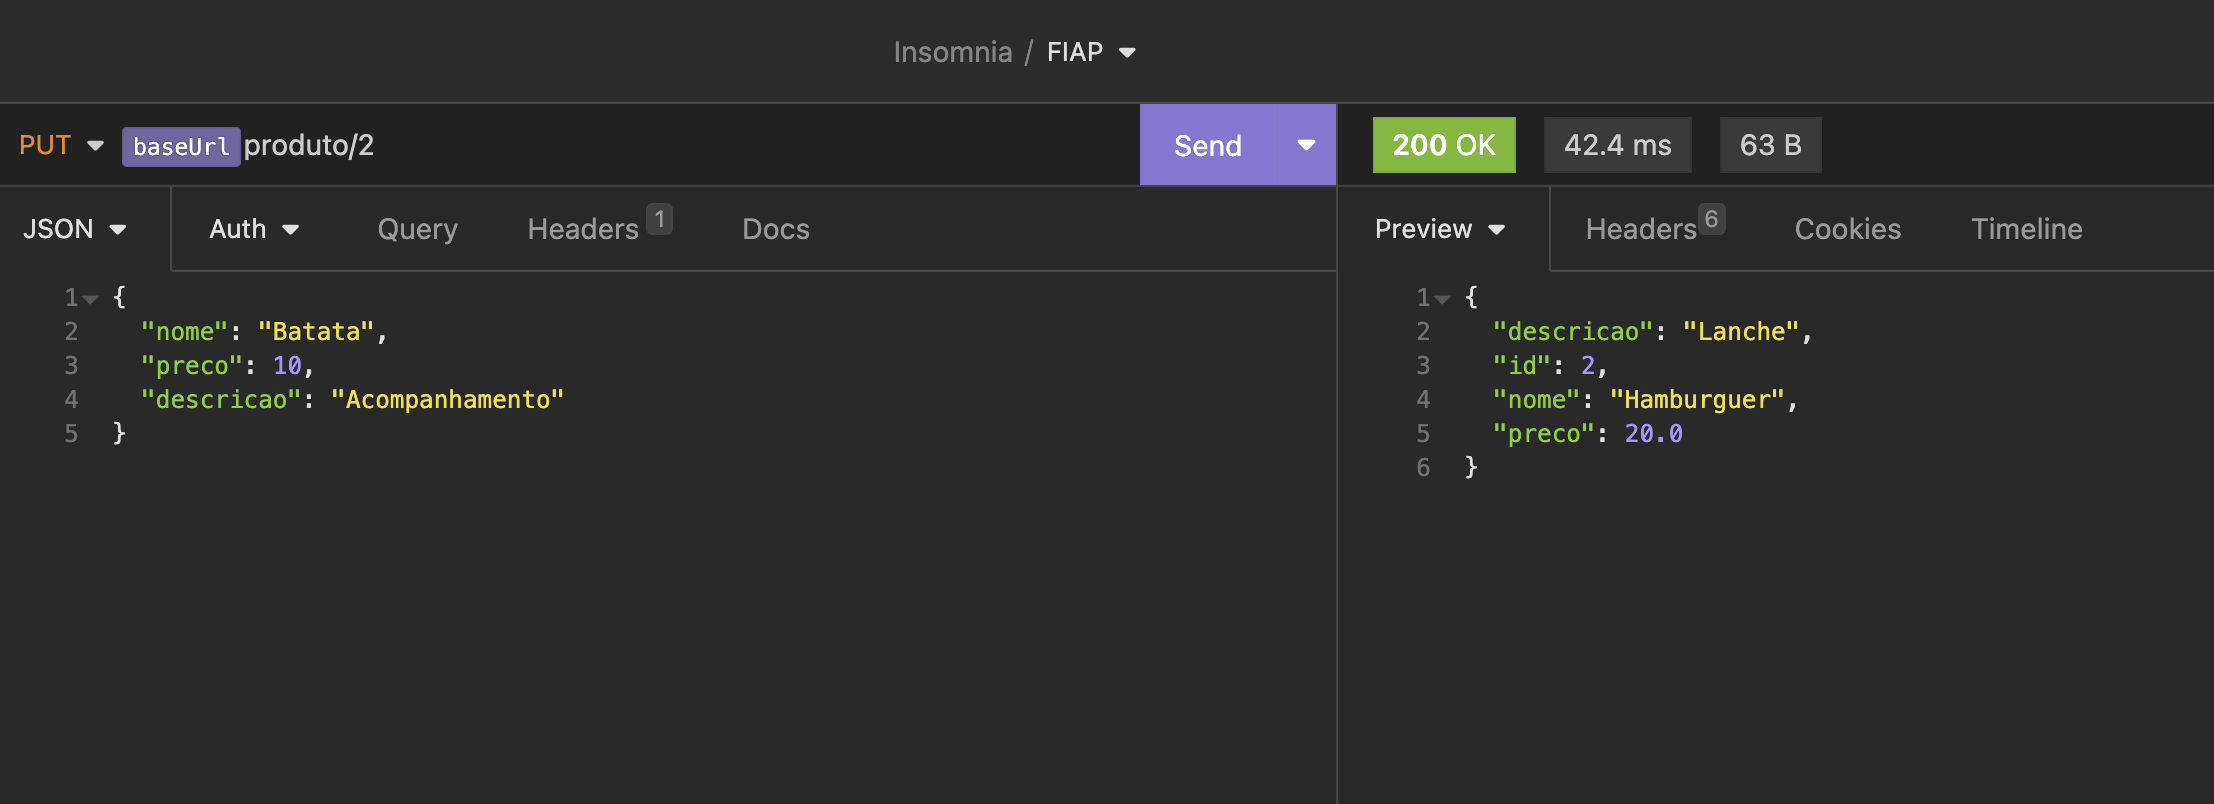 Insomnia / FIAP
PUT baseUrl produto/2 Send
200 OK 42.4 ms 63 B
JSON Auth Query Headers 1 Docs
1 {
2 "nome": "Batata",
3 "preco": 10,
4 "descricao": "Acompanhamento"
5 }
Preview Headers 6 Cookies Timeline
1 {
2 "descricao": "Lanche",
3 "id": 2,
4 "nome": "Hamburguer",
5 "preco": 20.0
6 }